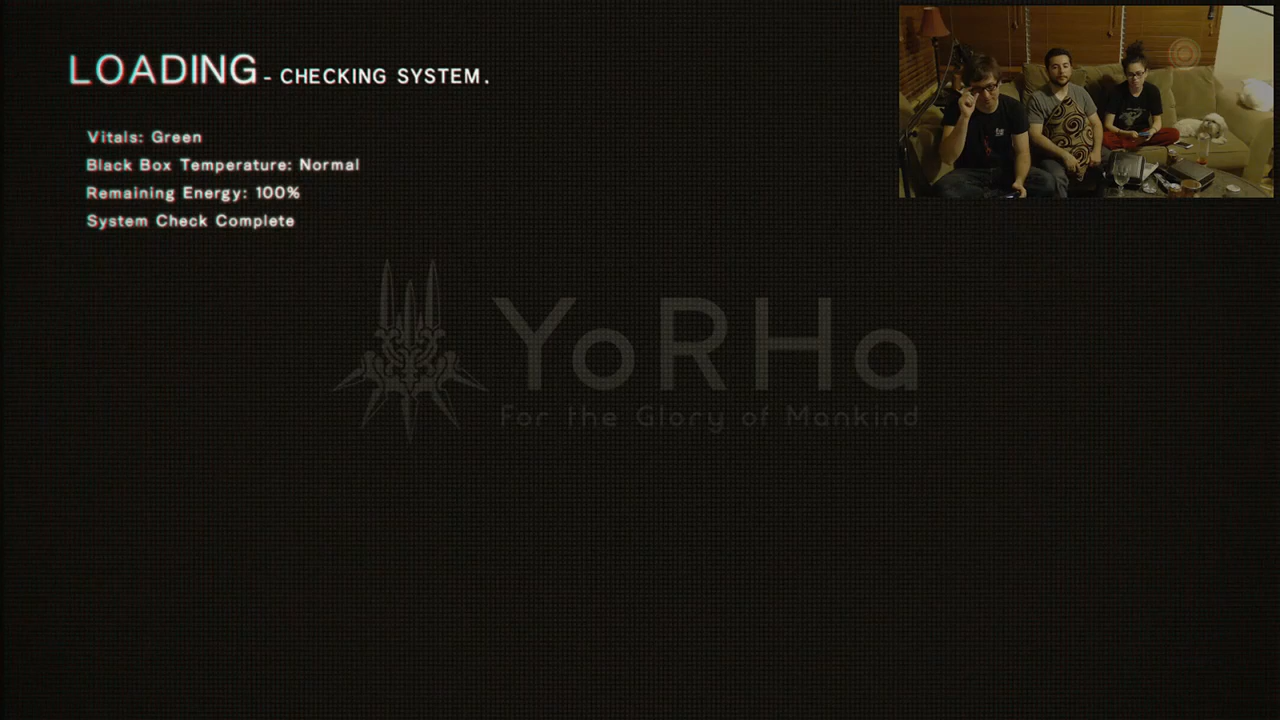 LOADING - CHECKING SYSTEM.
Vitals: Green
Black Box Temperature: Normal
Remaining Energy: 100%
System Check Complete
YoRHa
For the Glory of Mankind